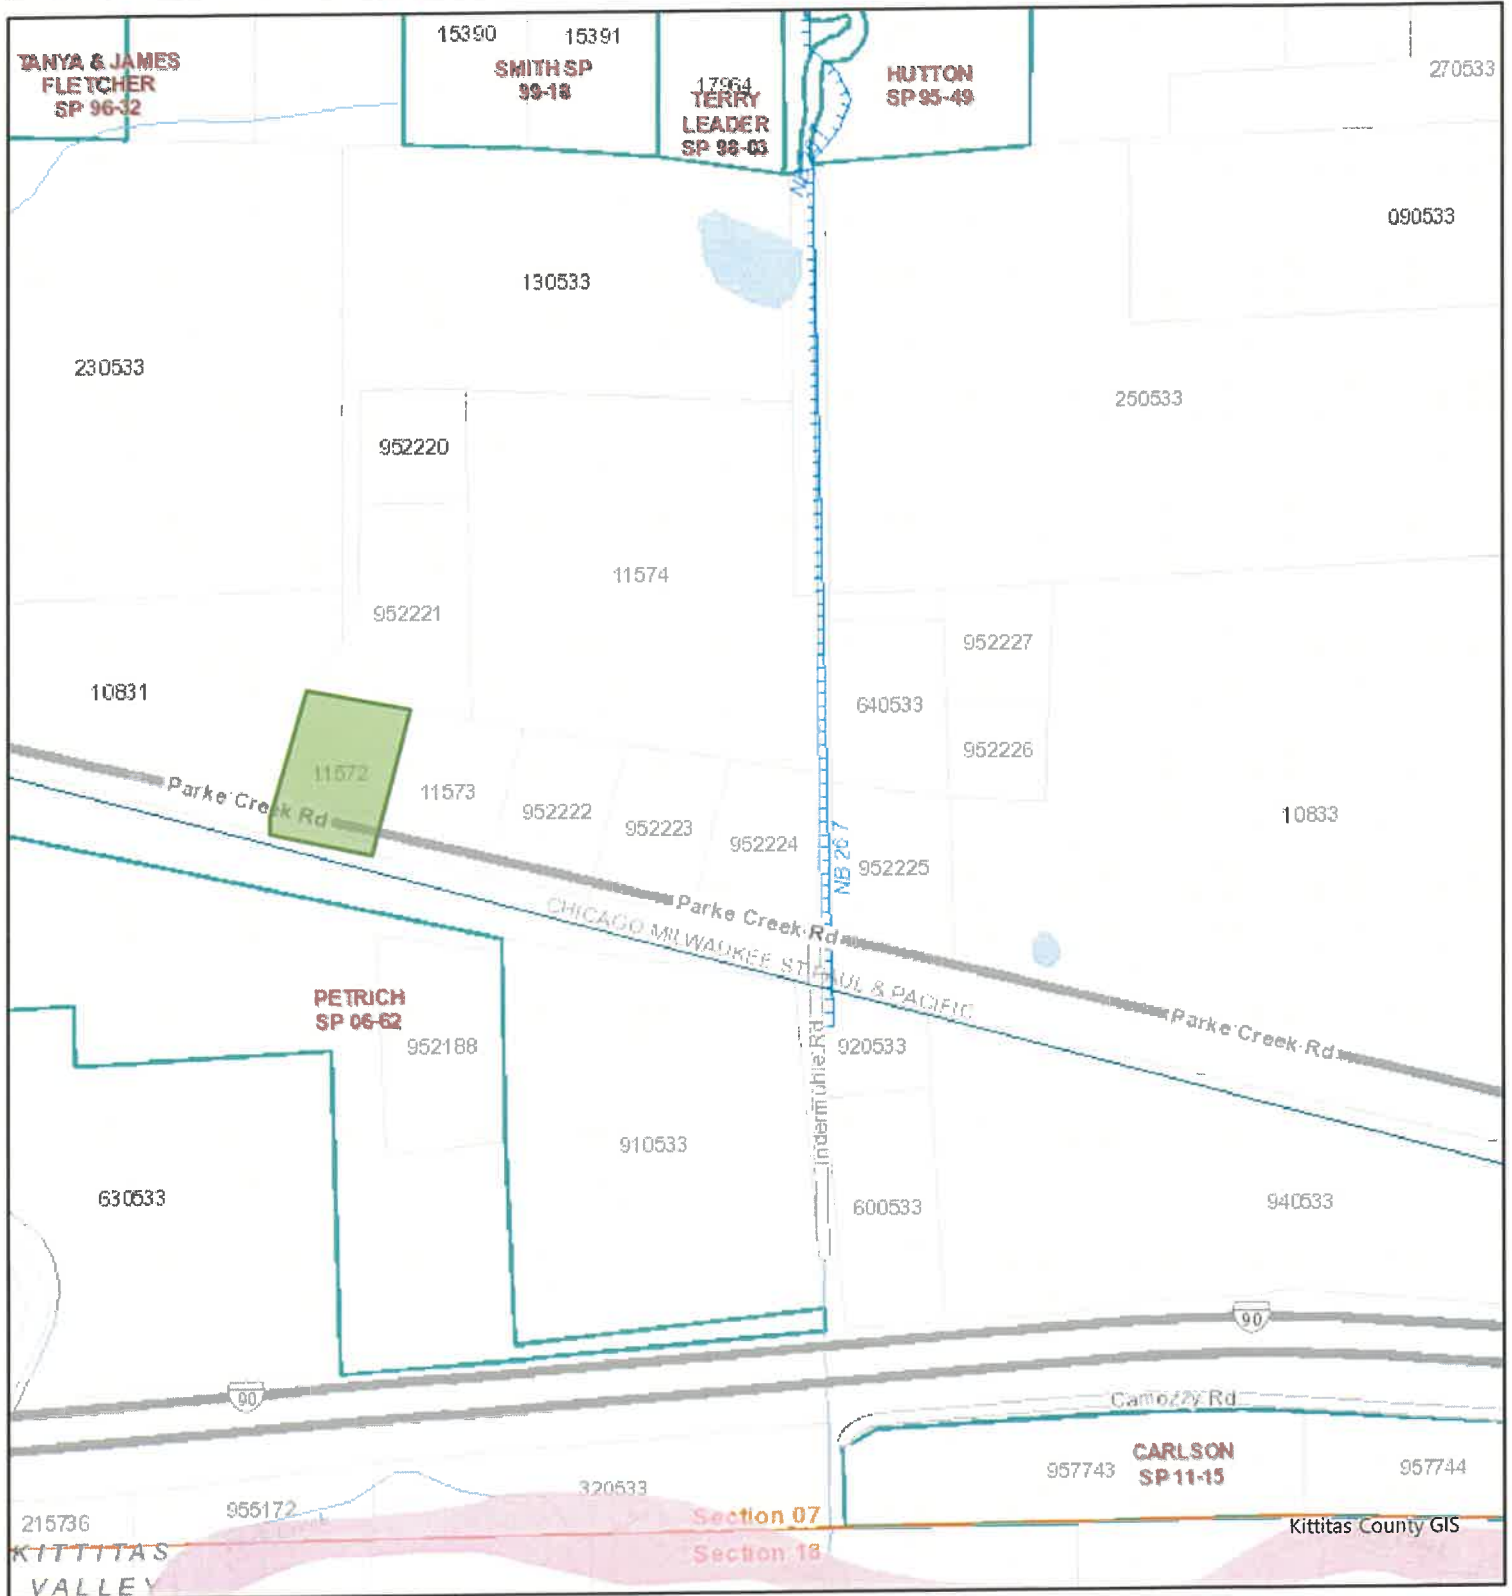 15390
15391
270533
TANYA & JAMES
FLETCHER
SP 96-32
SMITH SP
99-18
17964
TERRY
LEADER
SP 98-03
HUTTON
SP 95-49
090533
130533
230533
250533
952220
11574
952221
952227
640533
10831
952226
11572
11573
952222
952223
952224
952225
10833
Parke Creek Rd
NB 26 7
Parke Creek Rd
CHICAGO MILWAUKEE ST PAUL & PACIFIC
Parke Creek Rd
PETRICH
SP 06-62
952188
920533
Indermuhle Rd
910533
630533
600533
940533
90
90
Camozzy Rd
CARLSON
SP 11-15
957743
957744
320533
955172
215736
Creek
Section 07
Kittitas County GIS
Section 18
KITTITAS
VALLEY